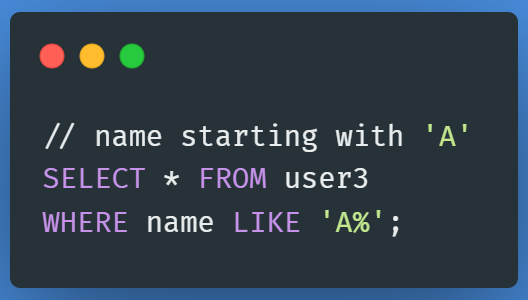 // name starting with 'A'
SELECT * FROM user3
WHERE name LIKE 'A%';